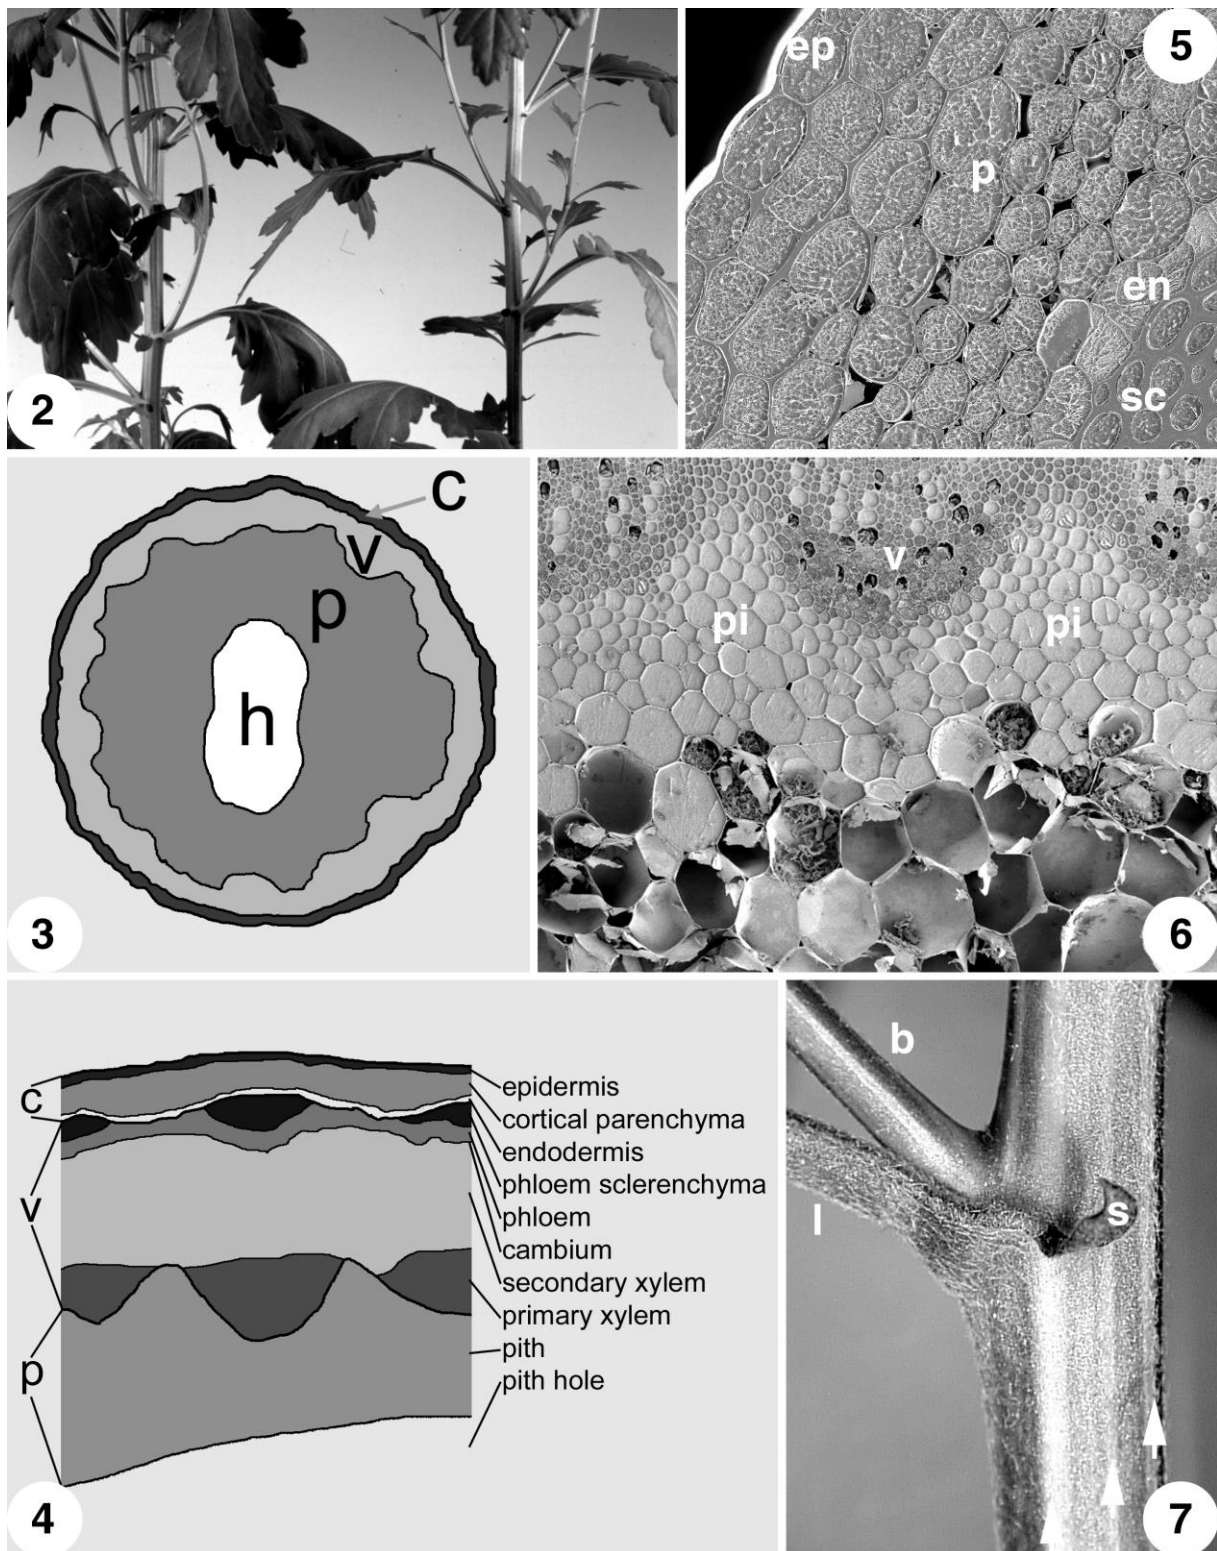 2
ep
5
p
en
sc
c
v
p
h
3
v
pi
pi
6
c
v
p
epidermis
cortical parenchyma
endodermis
phloem sclerenchyma
phloem
cambium
secondary xylem
primary xylem
pith
pith hole
4
b
l
s
7